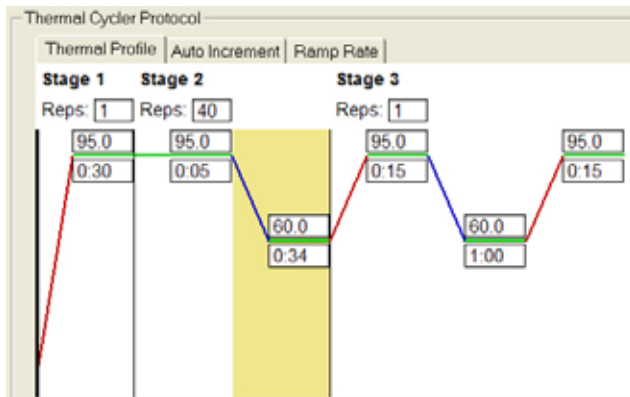 Thermal Cycler Protocol
Thermal Profile Auto Increment Ramp Rate
Stage 1 Stage 2 Stage 3
Reps: 1 Reps: 40 Reps: 1
95.0 95.0 95.0 95.0
0:30 0:05 0:15 0:15
60.0 60.0
0:34 1:00